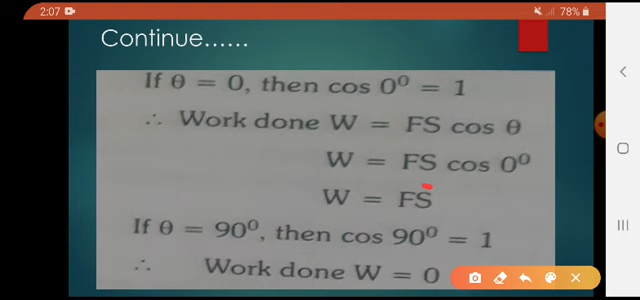 2:07
78%
Continue......
If θ = 0, then cos 0⁰ = 1
∴ Work done W = FS cos θ
W = FS cos 0⁰
W = FS
If θ = 90⁰, then cos 90⁰ = 1
∴ Work done W = 0